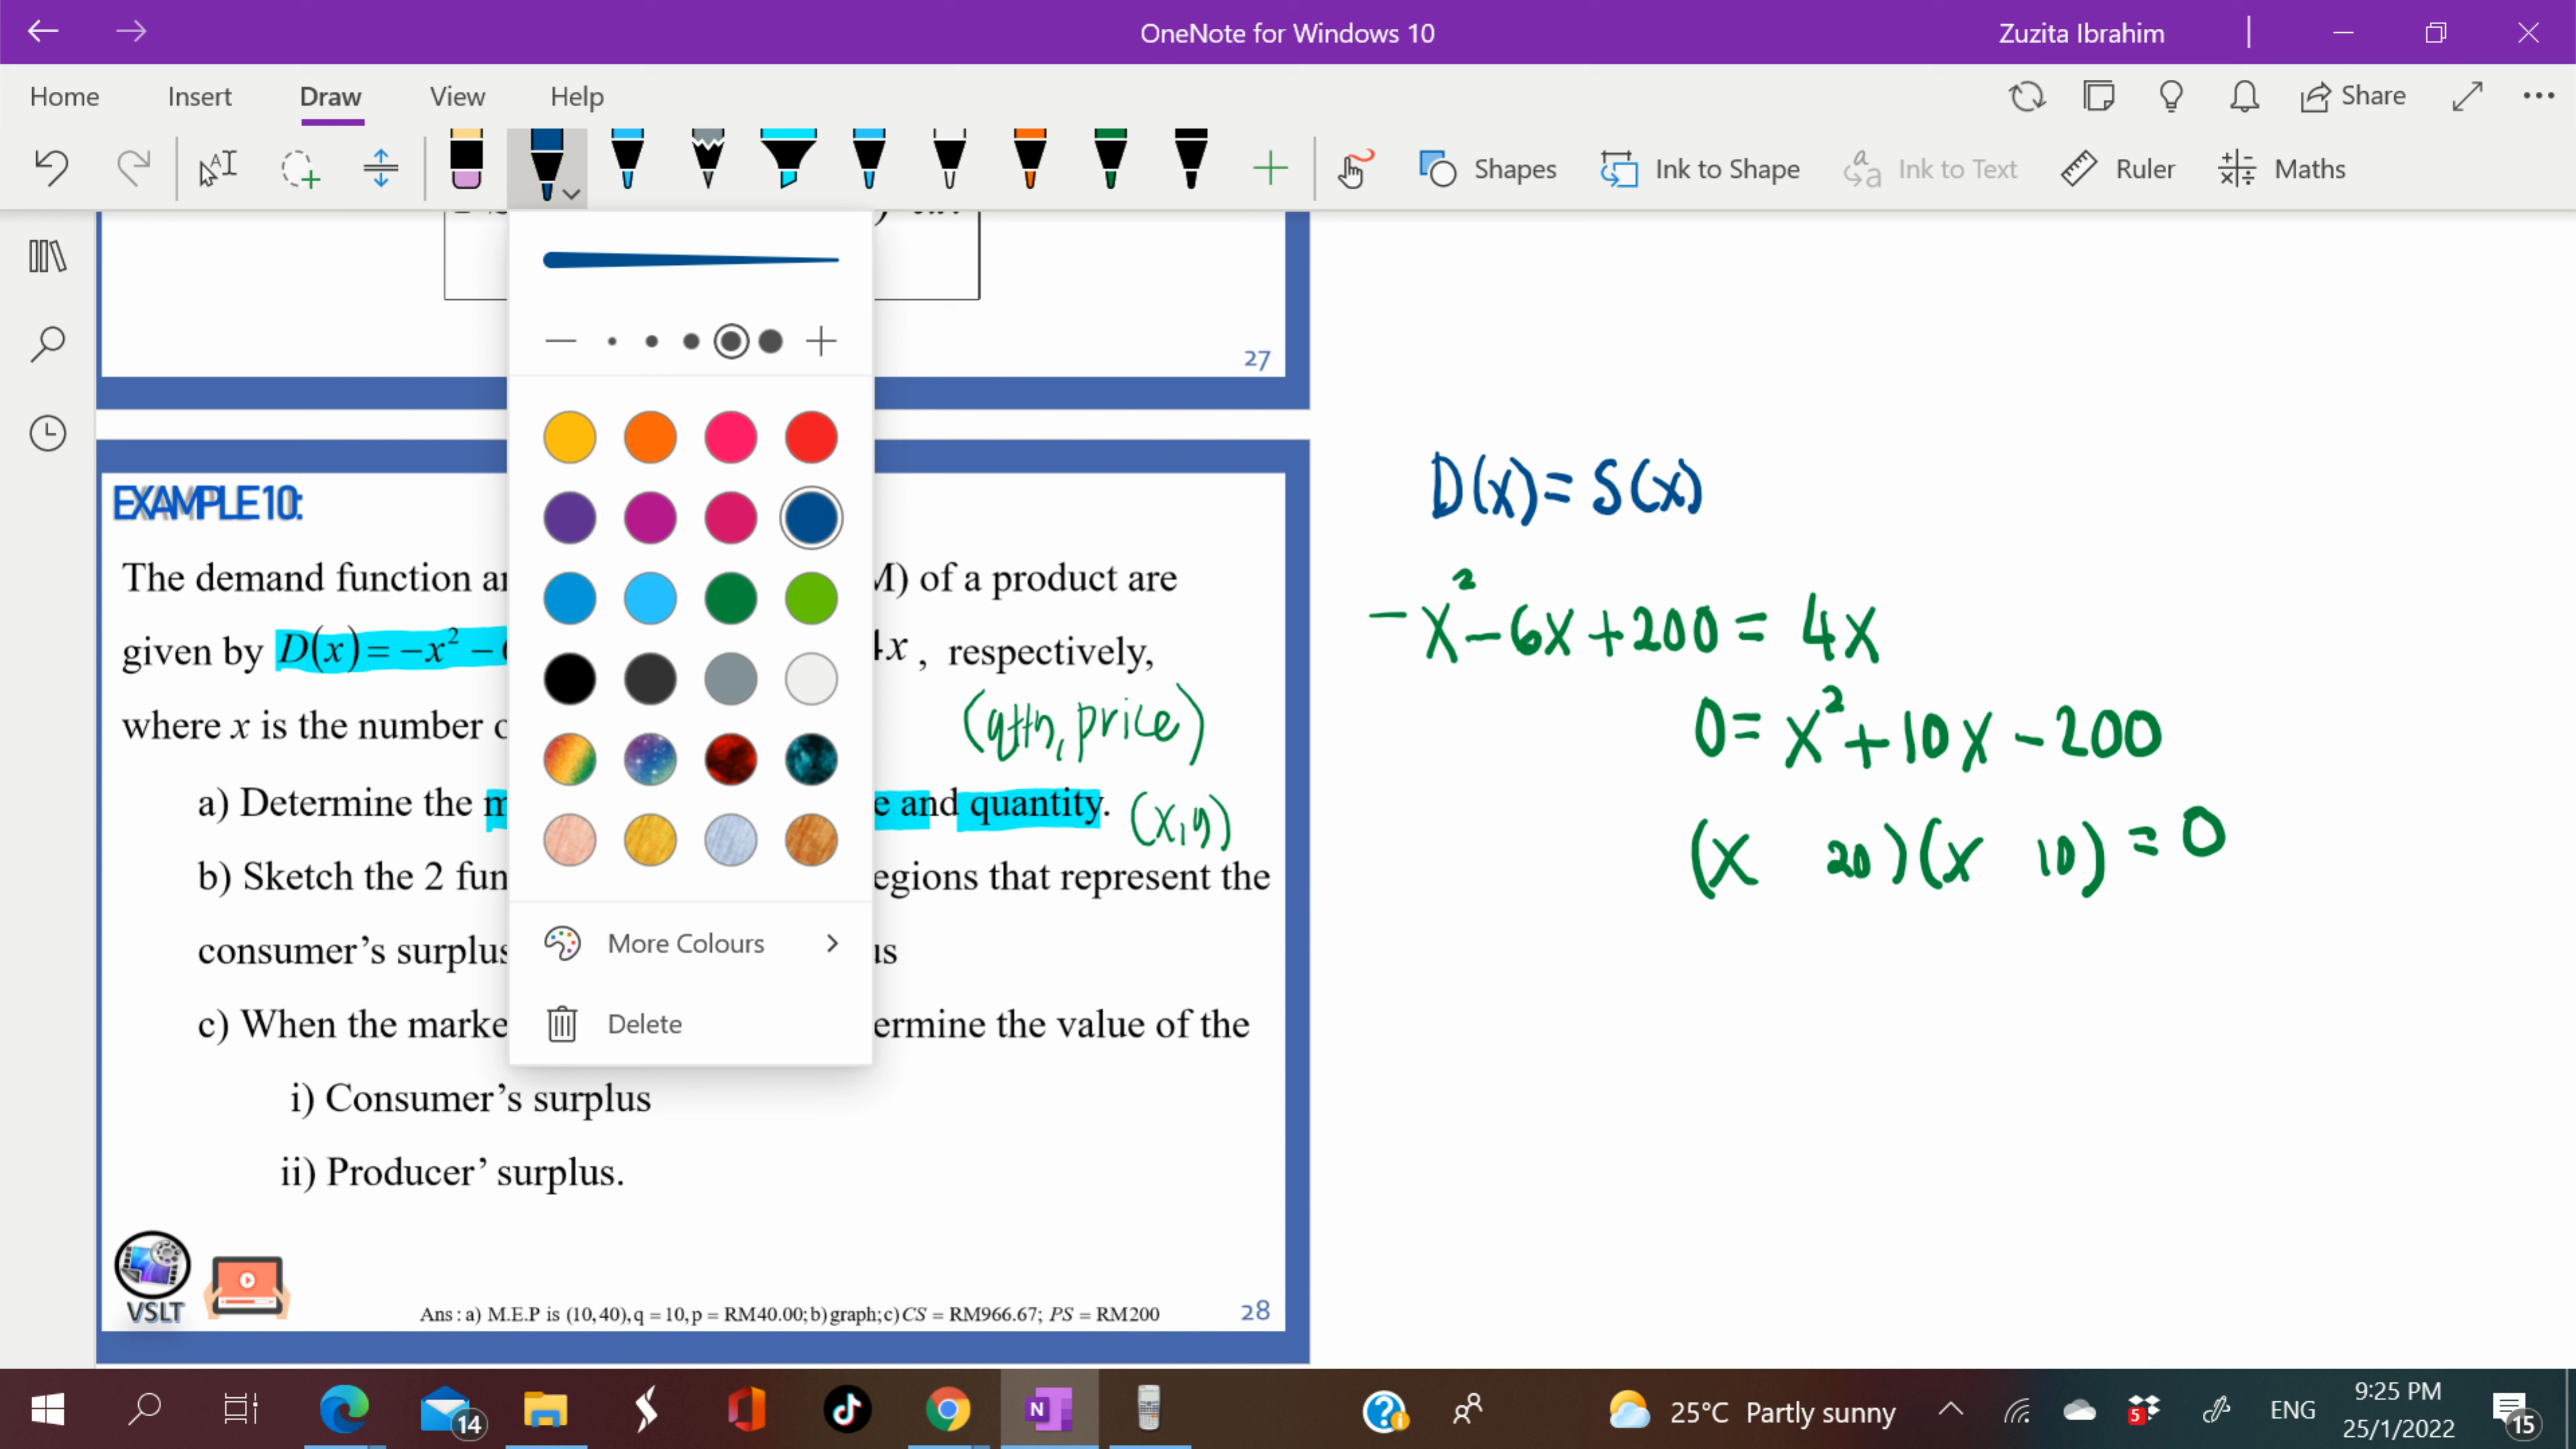 OneNote for Windows 10
Zuzita Ibrahim
Home Insert Draw View Help
Share
Shapes Ink to Shape Ink to Text Ruler Maths
27
EXAMPLE 10:
The demand function a M) of a product are
given by D(x) = −x² − 4x , respectively,
where x is the number (qtty, price)
a) Determine the m e and quantity. (x, y)
b) Sketch the 2 fun egions that represent the
consumer’s surplus us
c) When the marke ermine the value of the
i) Consumer’s surplus
ii) Producer’ surplus.
VSLT
Ans : a) M.E.P is (10, 40), q = 10, p = RM40.00; b) graph; c) CS = RM966.67; PS = RM200
28
More Colours
Delete
D(x) = S(x)
-x² - 6x + 200 = 4x
0 = x² + 10x - 200
(x 20)(x 10) = 0
14
N
25°C Partly sunny
5
ENG
9:25 PM
25/1/2022
15